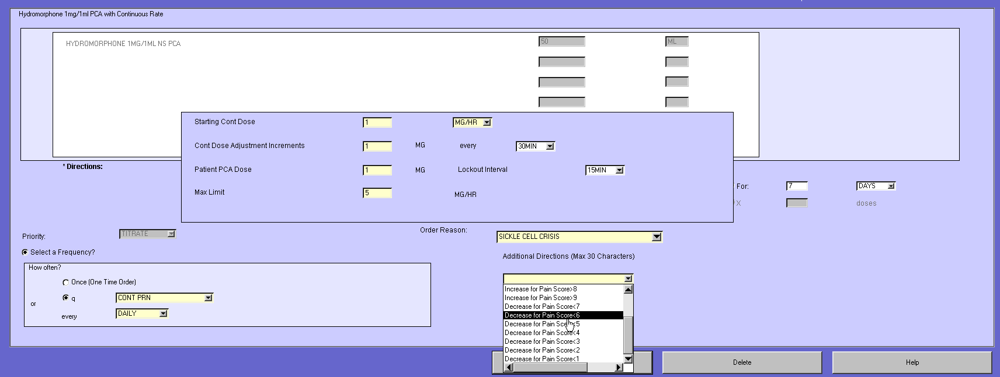 Hydromorphone 1mg/1ml PCA with Continuous Rate
HYDROMORPHONE 1MG/1ML NS PCA 50 ML
Starting Cont Dose 1 MG/HR
Cont Dose Adjustment Increments 1 MG every 30MIN
* Directions:
Patient PCA Dose 1 MG Lockout Interval 15MIN
For: 7 DAYS
Max Limit 5 MG/HR
X doses
Priority: TITRATE
Order Reason: SICKLE CELL CRISIS
Select a Frequency?
How often?
Once (One Time Order)
or
q CONT PRN
every DAILY
Additional Directions (Max 30 Characters)
Increase for Pain Score>8
Increase for Pain Score>9
Decrease for Pain Score<7
Decrease for Pain Score<6
Decrease for Pain Score<5
Decrease for Pain Score<4
Decrease for Pain Score<3
Decrease for Pain Score<2
Decrease for Pain Score<1
Delete
Help